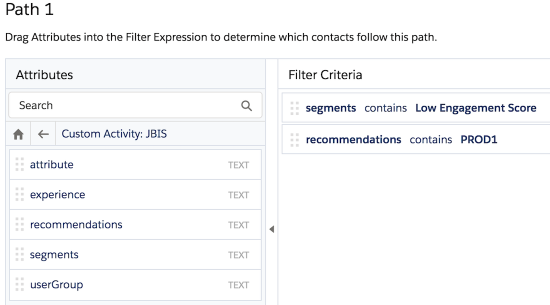 Path 1
Drag Attributes into the Filter Expression to determine which contacts follow this path.
Attributes
Filter Criteria
Search
Custom Activity: JBIS
attribute TEXT
experience TEXT
recommendations TEXT
segments TEXT
userGroup TEXT
segments contains Low Engagement Score
recommendations contains PROD1